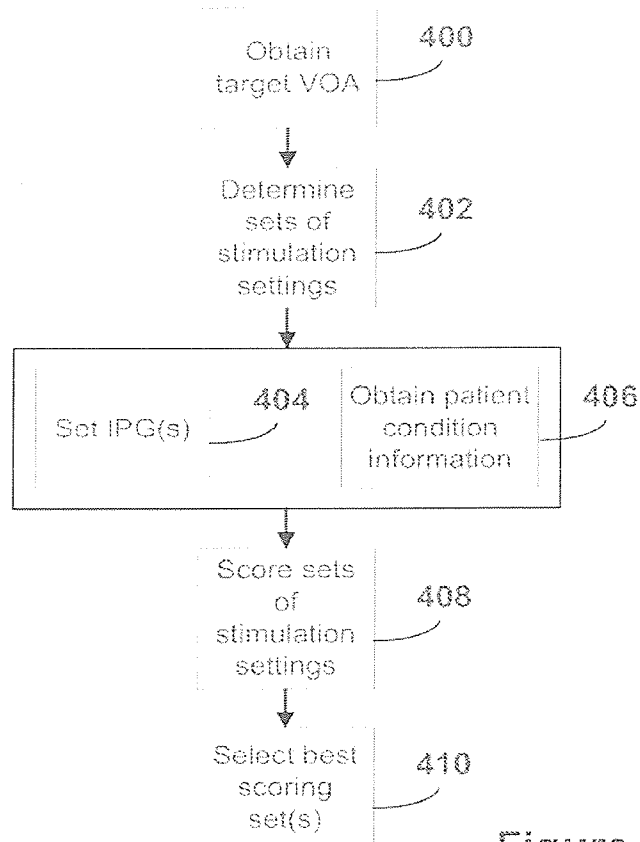 Obtain
target VOA
400
Determine
sets of
stimulation
settings
402
Set IPG(s)
404
Obtain patient
condition
information
406
Score sets
of
stimulation
settings
408
Select best
scoring
set(s)
410
Figure